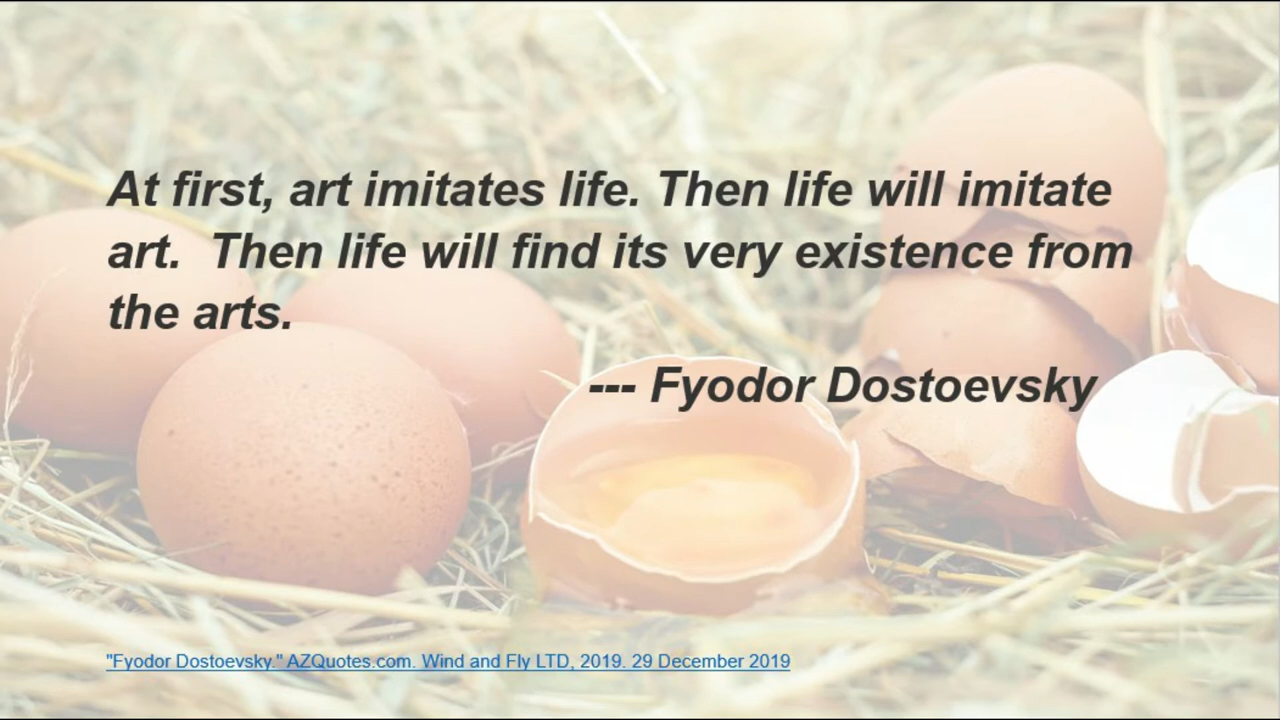 At first, art imitates life. Then life will imitate
art.  Then life will find its very existence from
the arts.
--- Fyodor Dostoevsky
"Fyodor Dostoevsky." AZQuotes.com. Wind and Fly LTD, 2019. 29 December 2019